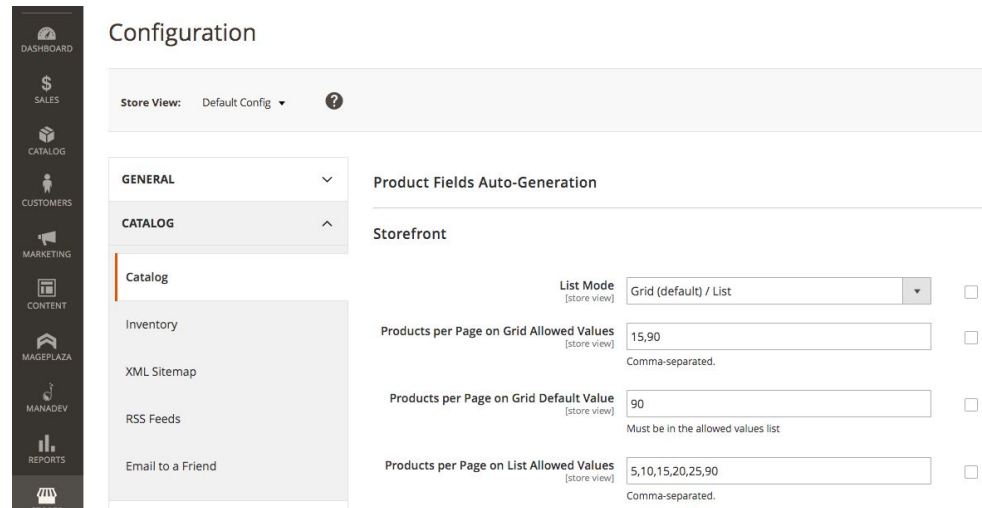 Configuration
DASHBOARD
$
SALES
Store View: Default Config ?
CATALOG
CUSTOMERS
MARKETING
CONTENT
MAGEPLAZA
MANADEV
REPORTS
GENERAL
CATALOG
Catalog
Inventory
XML Sitemap
RSS Feeds
Email to a Friend
Product Fields Auto-Generation
Storefront
List Mode Grid (default) / List
[store view]
Products per Page on Grid Allowed Values 15,90
[store view]
Comma-separated.
Products per Page on Grid Default Value 90
[store view]
Must be in the allowed values list
Products per Page on List Allowed Values 5,10,15,20,25,90
[store view]
Comma-separated.